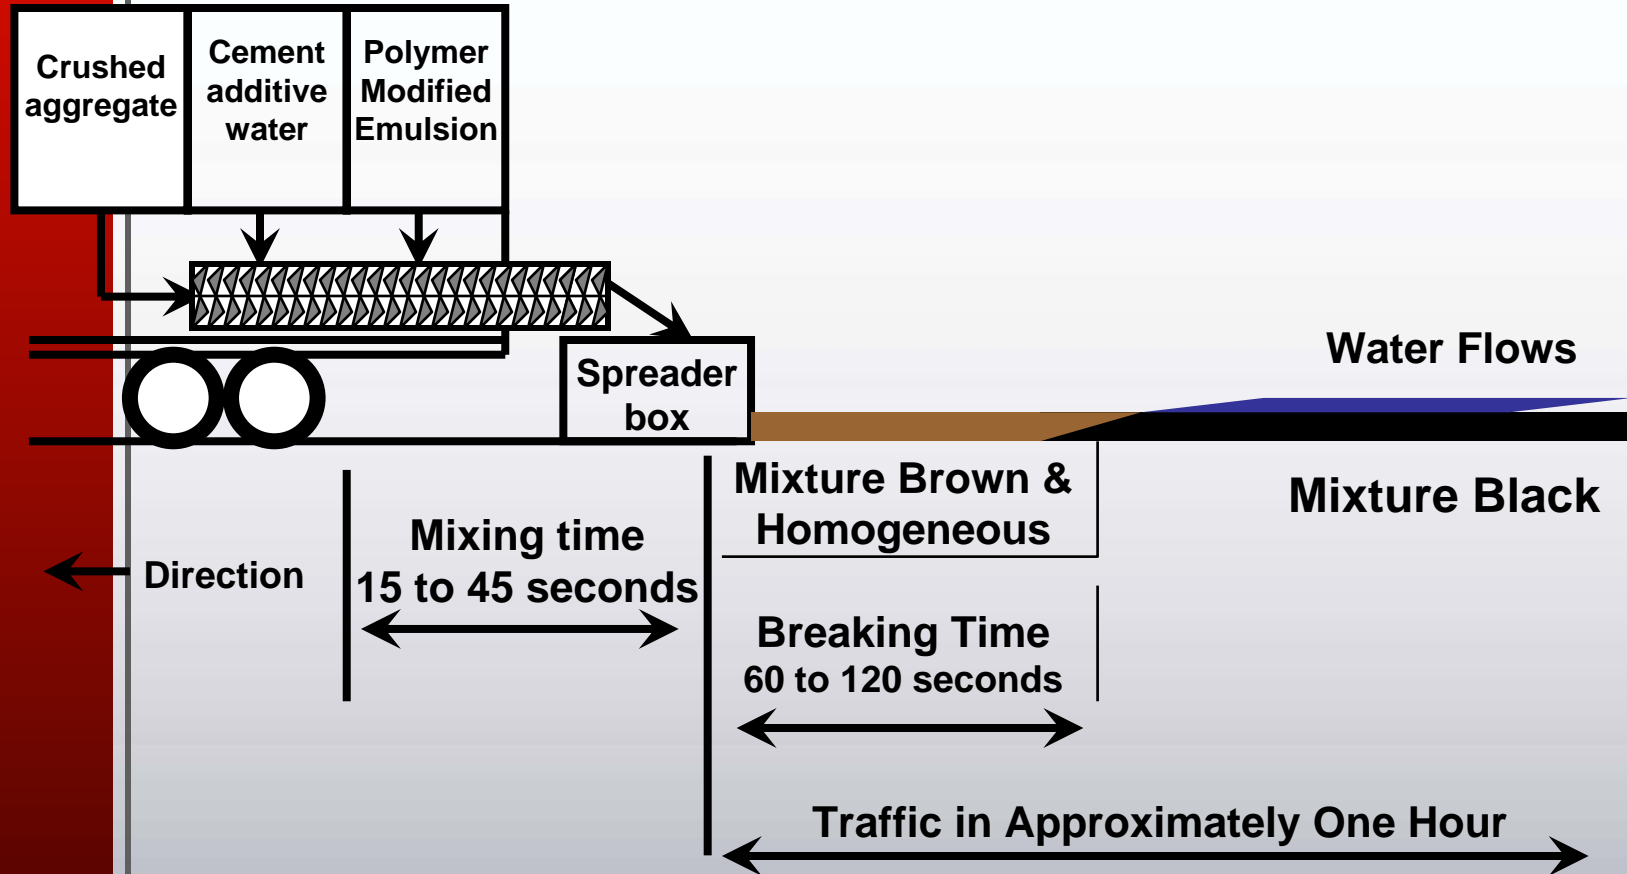 Crushed
aggregate
Cement
additive
water
Polymer
Modified
Emulsion
Spreader
box
Water Flows
Mixture Brown &
Homogeneous
Mixture Black
Mixing time
15 to 45 seconds
Direction
Breaking Time
60 to 120 seconds
Traffic in Approximately One Hour